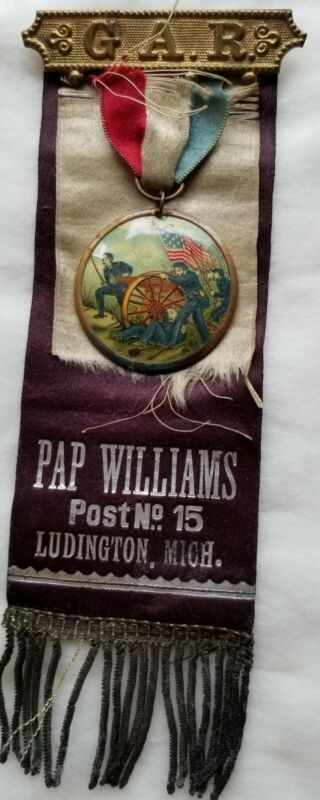 G.A.R.
PAP WILLIAMS
Post No. 15
LUDINGTON, MICH.